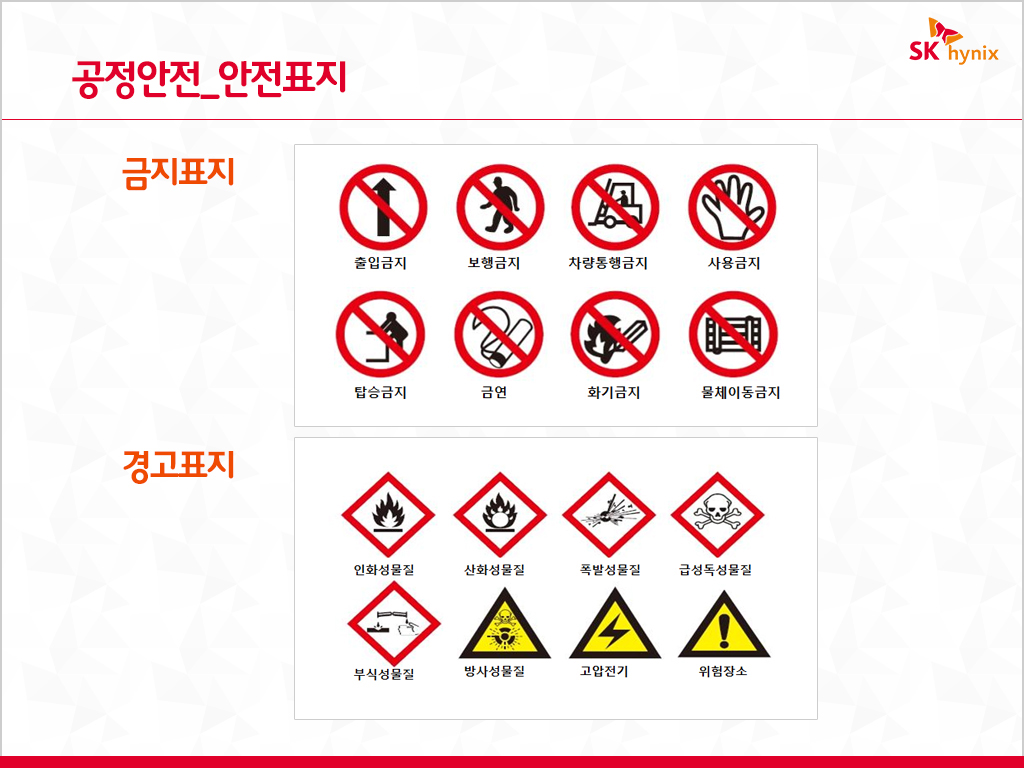 SK hynix
공정안전_안전표지
금지표지
출입금지 보행금지 차량통행금지 사용금지
탑승금지 금연 화기금지 물체이동금지
경고표지
인화성물질 산화성물질 폭발성물질 급성독성물질
부식성물질 방사성물질 고압전기 위험장소